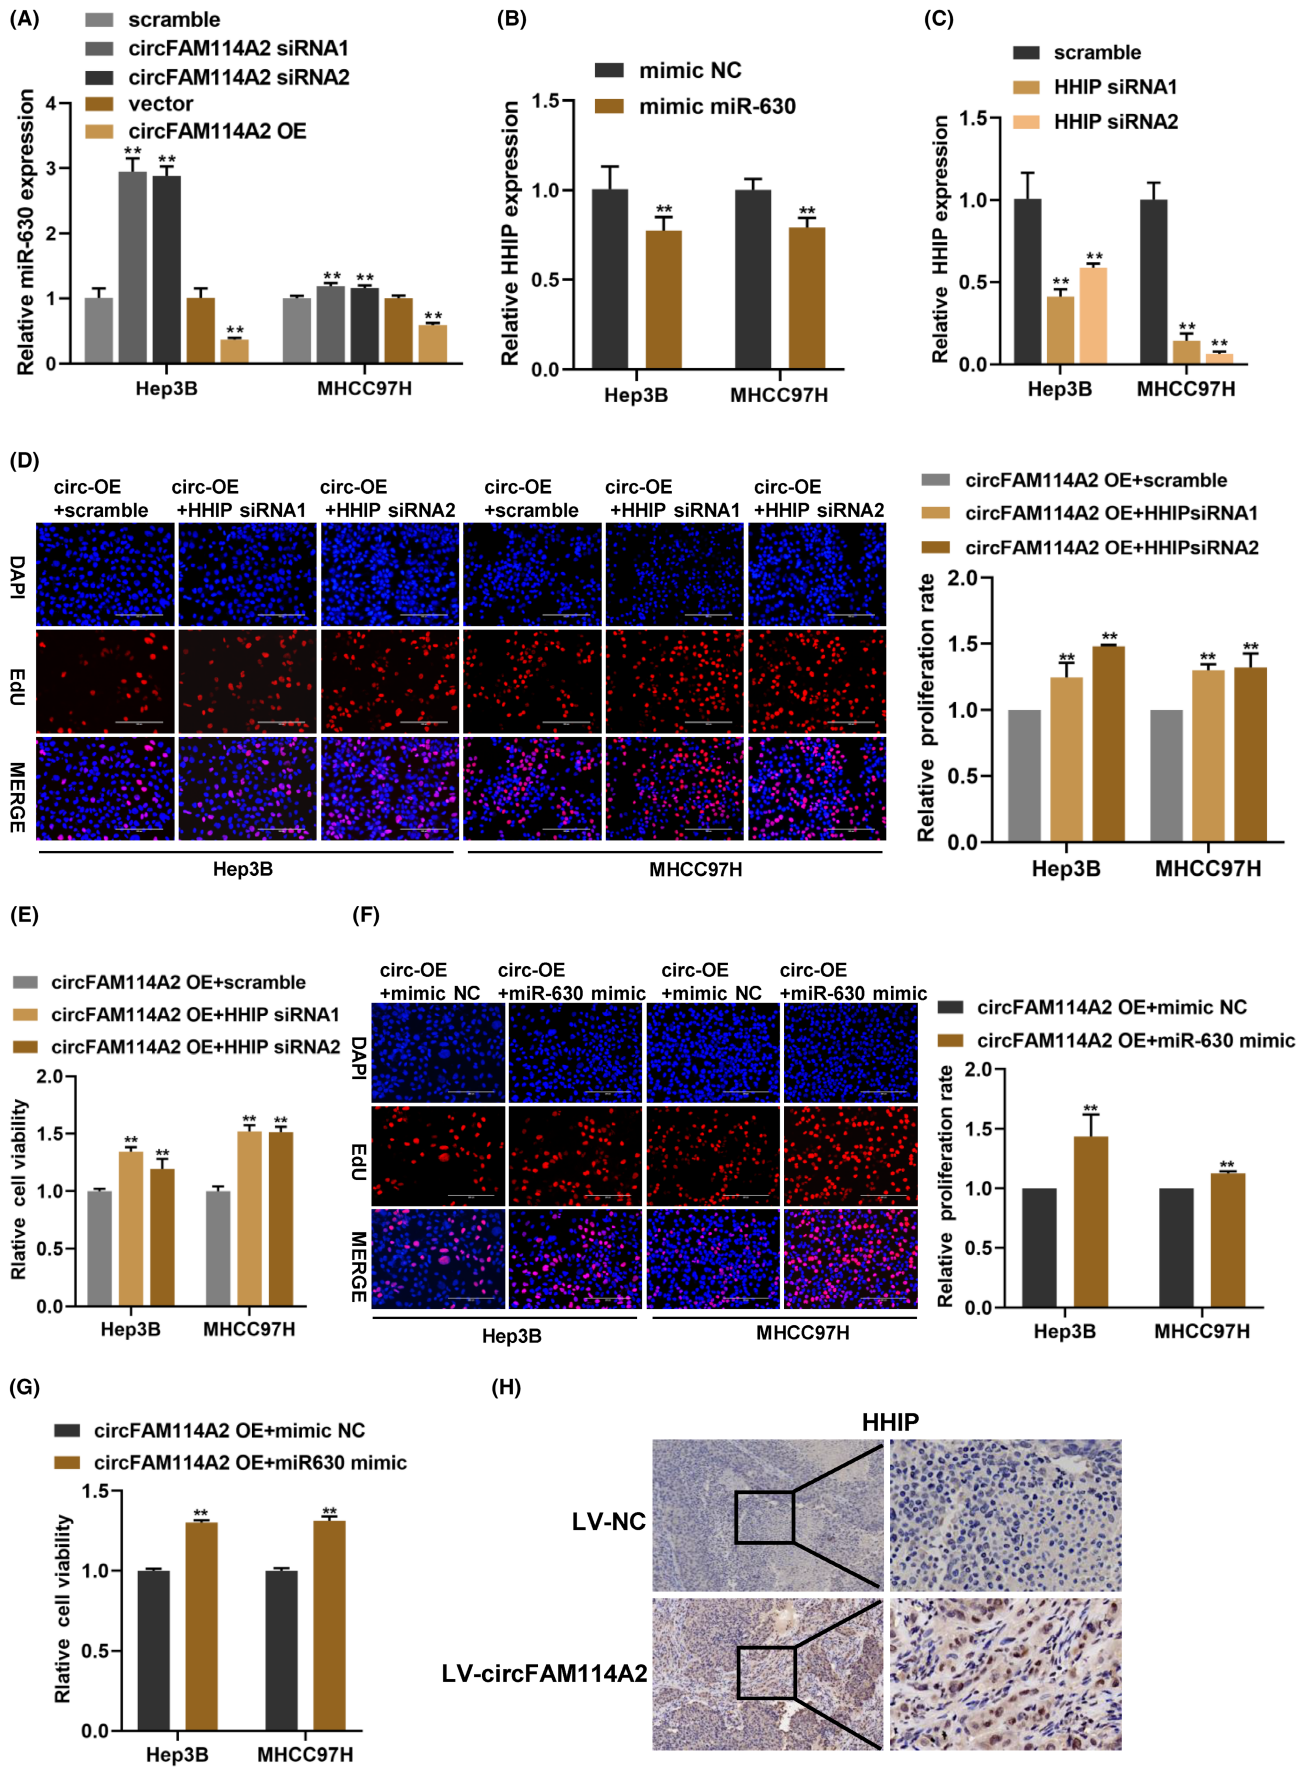 (A)
scramble
circFAM114A2 siRNA1
circFAM114A2 siRNA2
vector
circFAM114A2 OE
Relative miR-630 expression
4
3
2
1
0
** **
**
** **
**
Hep3B
MHCC97H
(B)
mimic NC
mimic miR-630
Relative HHIP expression
1.5
1.0
0.5
0.0
**
**
Hep3B
MHCC97H
(C)
scramble
HHIP siRNA1
HHIP siRNA2
Relative HHIP expression
1.5
1.0
0.5
0.0
**
**
**
**
Hep3B
MHCC97H
(D)
circ-OE
+scramble
circ-OE
+HHIP siRNA1
circ-OE
+HHIP siRNA2
circ-OE
+scramble
circ-OE
+HHIP siRNA1
circ-OE
+HHIP siRNA2
DAPI
EdU
MERGE
Hep3B
MHCC97H
circFAM114A2 OE+scramble
circFAM114A2 OE+HHIPsiRNA1
circFAM114A2 OE+HHIPsiRNA2
Relative proliferation rate
2.0
1.5
1.0
0.5
0.0
**
**
**
**
Hep3B
MHCC97H
(E)
circFAM114A2 OE+scramble
circFAM114A2 OE+HHIP siRNA1
circFAM114A2 OE+HHIP siRNA2
Rlative cell viability
2.0
1.5
1.0
0.5
0.0
**
**
**
**
Hep3B
MHCC97H
(F)
circ-OE
+mimic NC
circ-OE
+miR-630 mimic
circ-OE
+mimic NC
circ-OE
+miR-630 mimic
DAPI
EdU
MERGE
Hep3B
MHCC97H
circFAM114A2 OE+mimic NC
circFAM114A2 OE+miR-630 mimic
Relative proliferation rate
2.0
1.5
1.0
0.5
0.0
**
**
Hep3B
MHCC97H
(G)
circFAM114A2 OE+mimic NC
circFAM114A2 OE+miR630 mimic
Rlative cell viability
1.5
1.0
0.5
0.0
**
**
Hep3B
MHCC97H
(H)
HHIP
LV-NC
LV-circFAM114A2